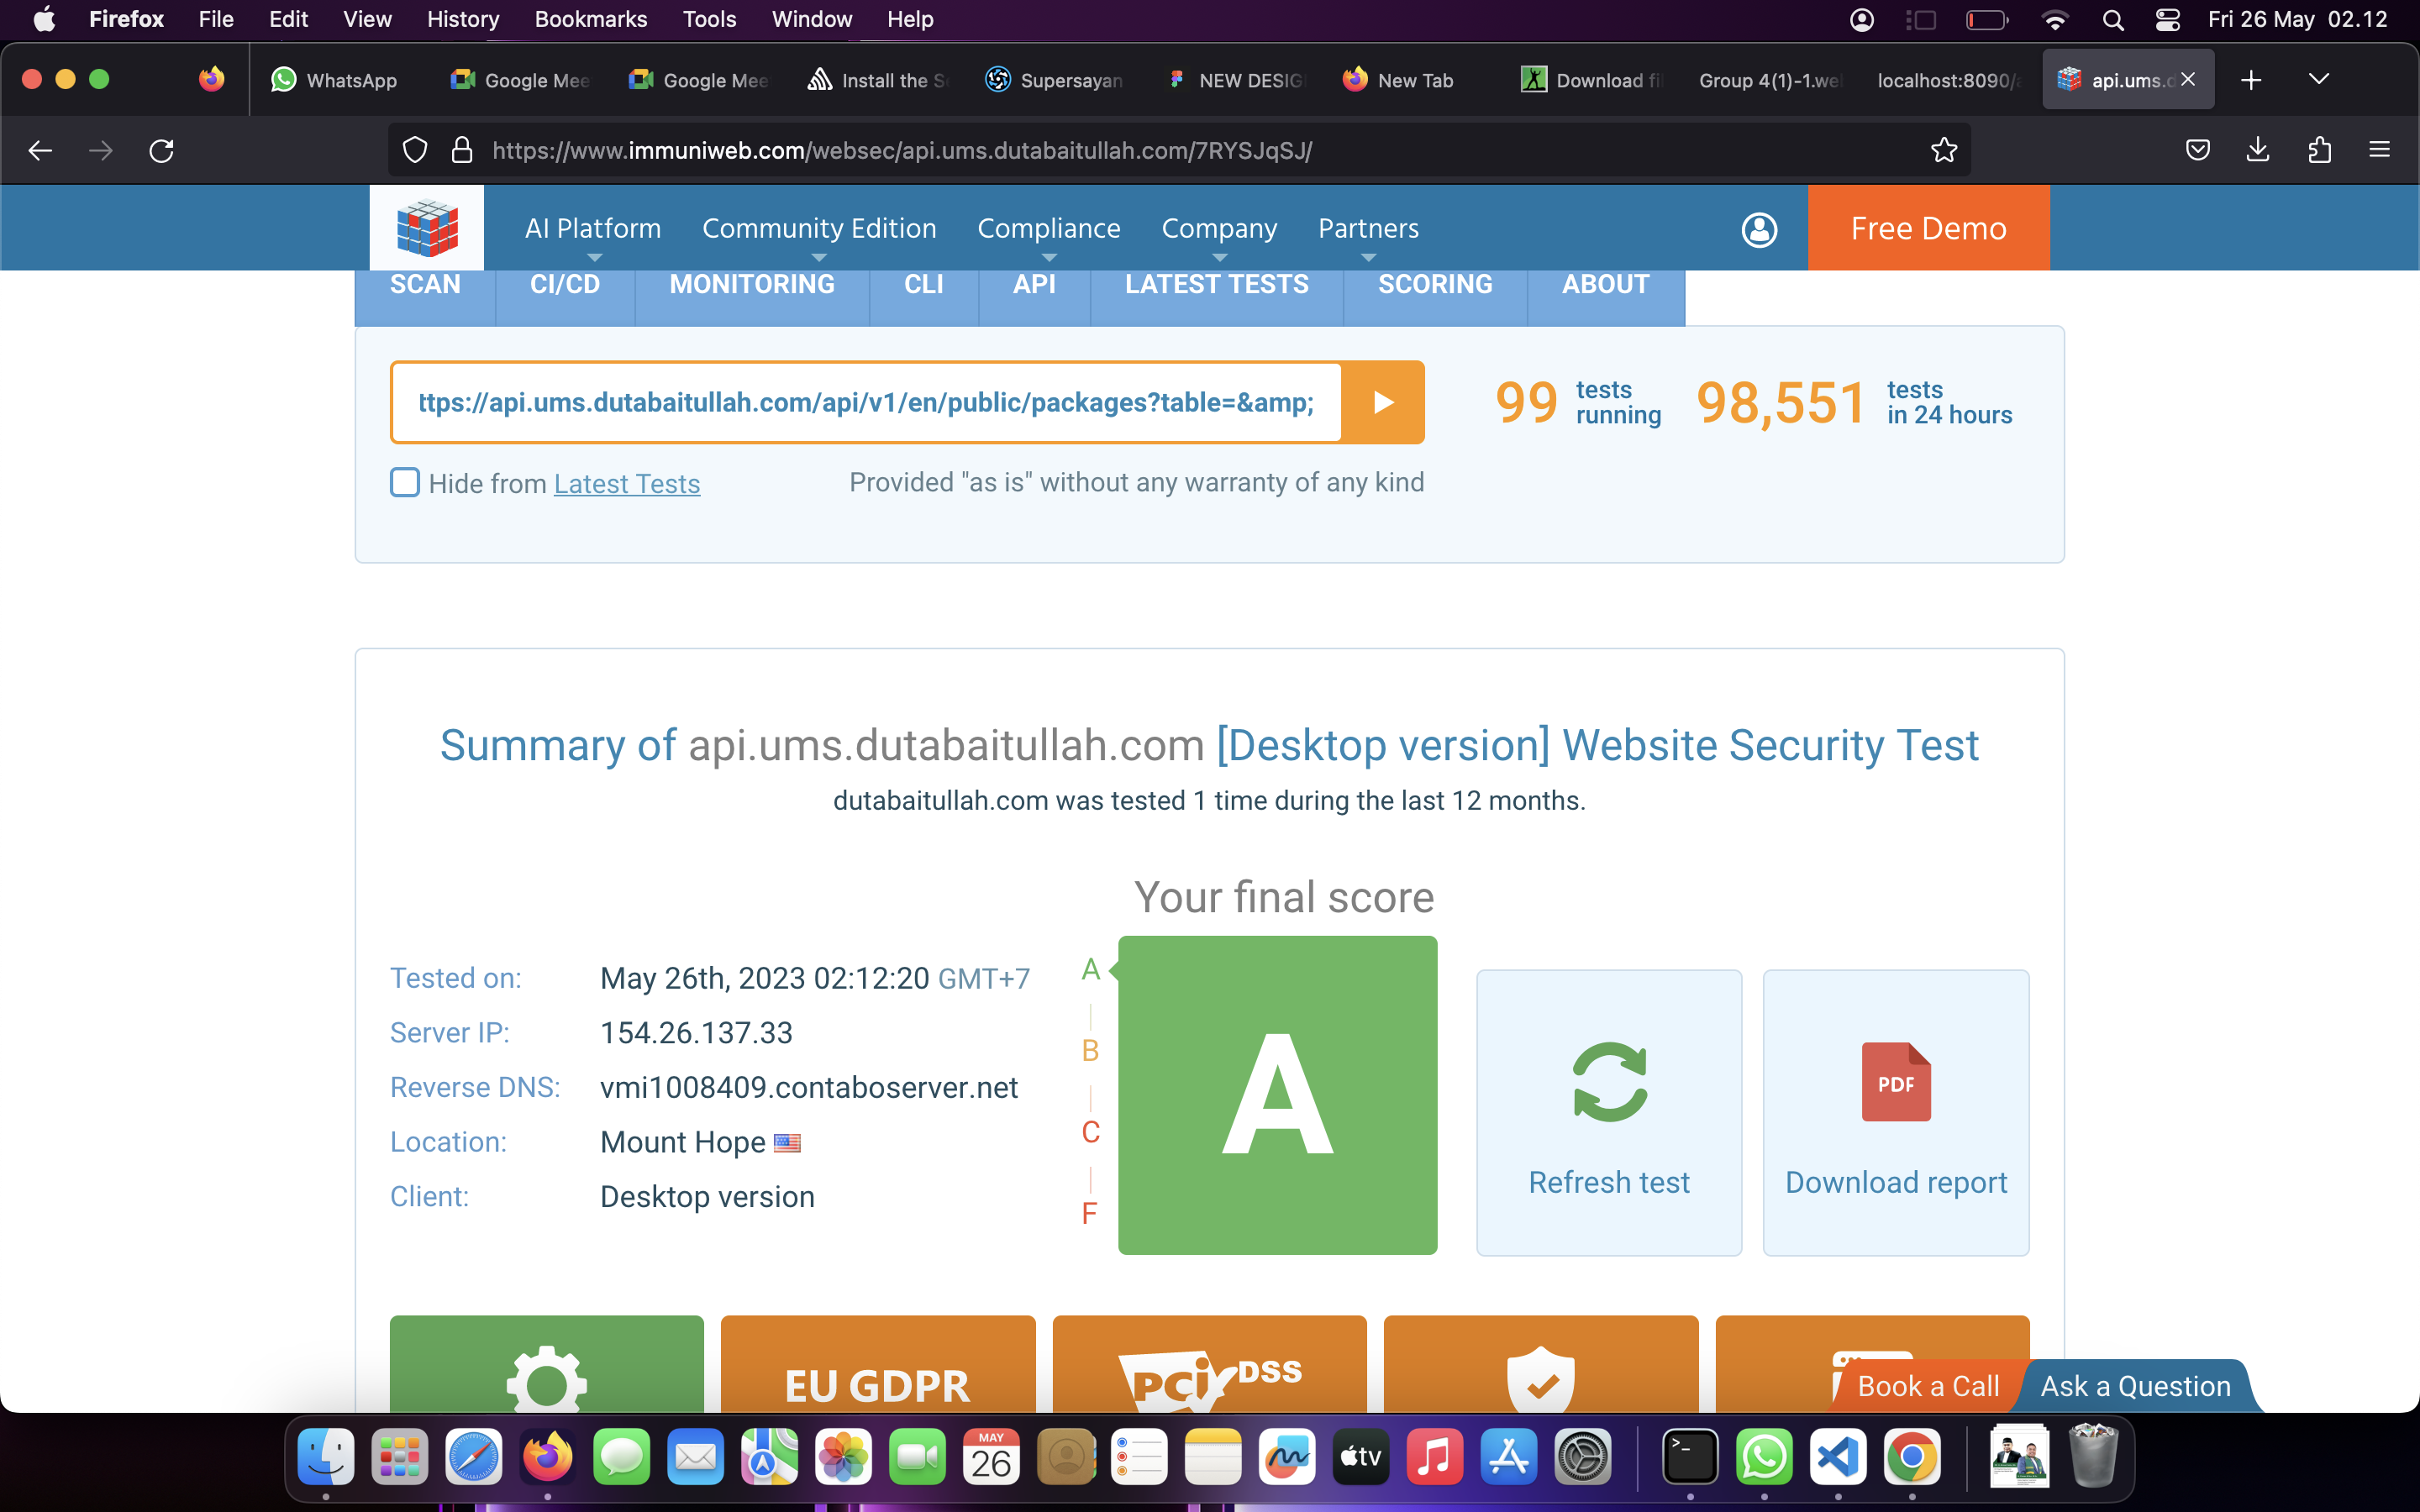 Firefox File Edit View History Bookmarks Tools Window Help Fri 26 May 02.12
WhatsApp Google Mee Google Mee Install the S Supersayan NEW DESIG New Tab Download fi Group 4(1)-1.we localhost:8090/ api.ums.d
https://www.immuniweb.com/websec/api.ums.dutabaitullah.com/7RYSJqSJ/
AI Platform Community Edition Compliance Company Partners Free Demo
SCAN CI/CD MONITORING CLI API LATEST TESTS SCORING ABOUT
ttps://api.ums.dutabaitullah.com/api/v1/en/public/packages?table=&amp;
99 tests running 98,551 tests in 24 hours
Hide from Latest Tests Provided "as is" without any warranty of any kind
Summary of api.ums.dutabaitullah.com [Desktop version] Website Security Test
dutabaitullah.com was tested 1 time during the last 12 months.
Your final score
Tested on: May 26th, 2023 02:12:20 GMT+7
Server IP: 154.26.137.33
Reverse DNS: vmi1008409.contaboserver.net
Location: Mount Hope
Client: Desktop version
A
B
C
F
A
Refresh test
PDF
Download report
EU GDPR
PCI DSS
Book a Call Ask a Question
MAY
26
tv
>_